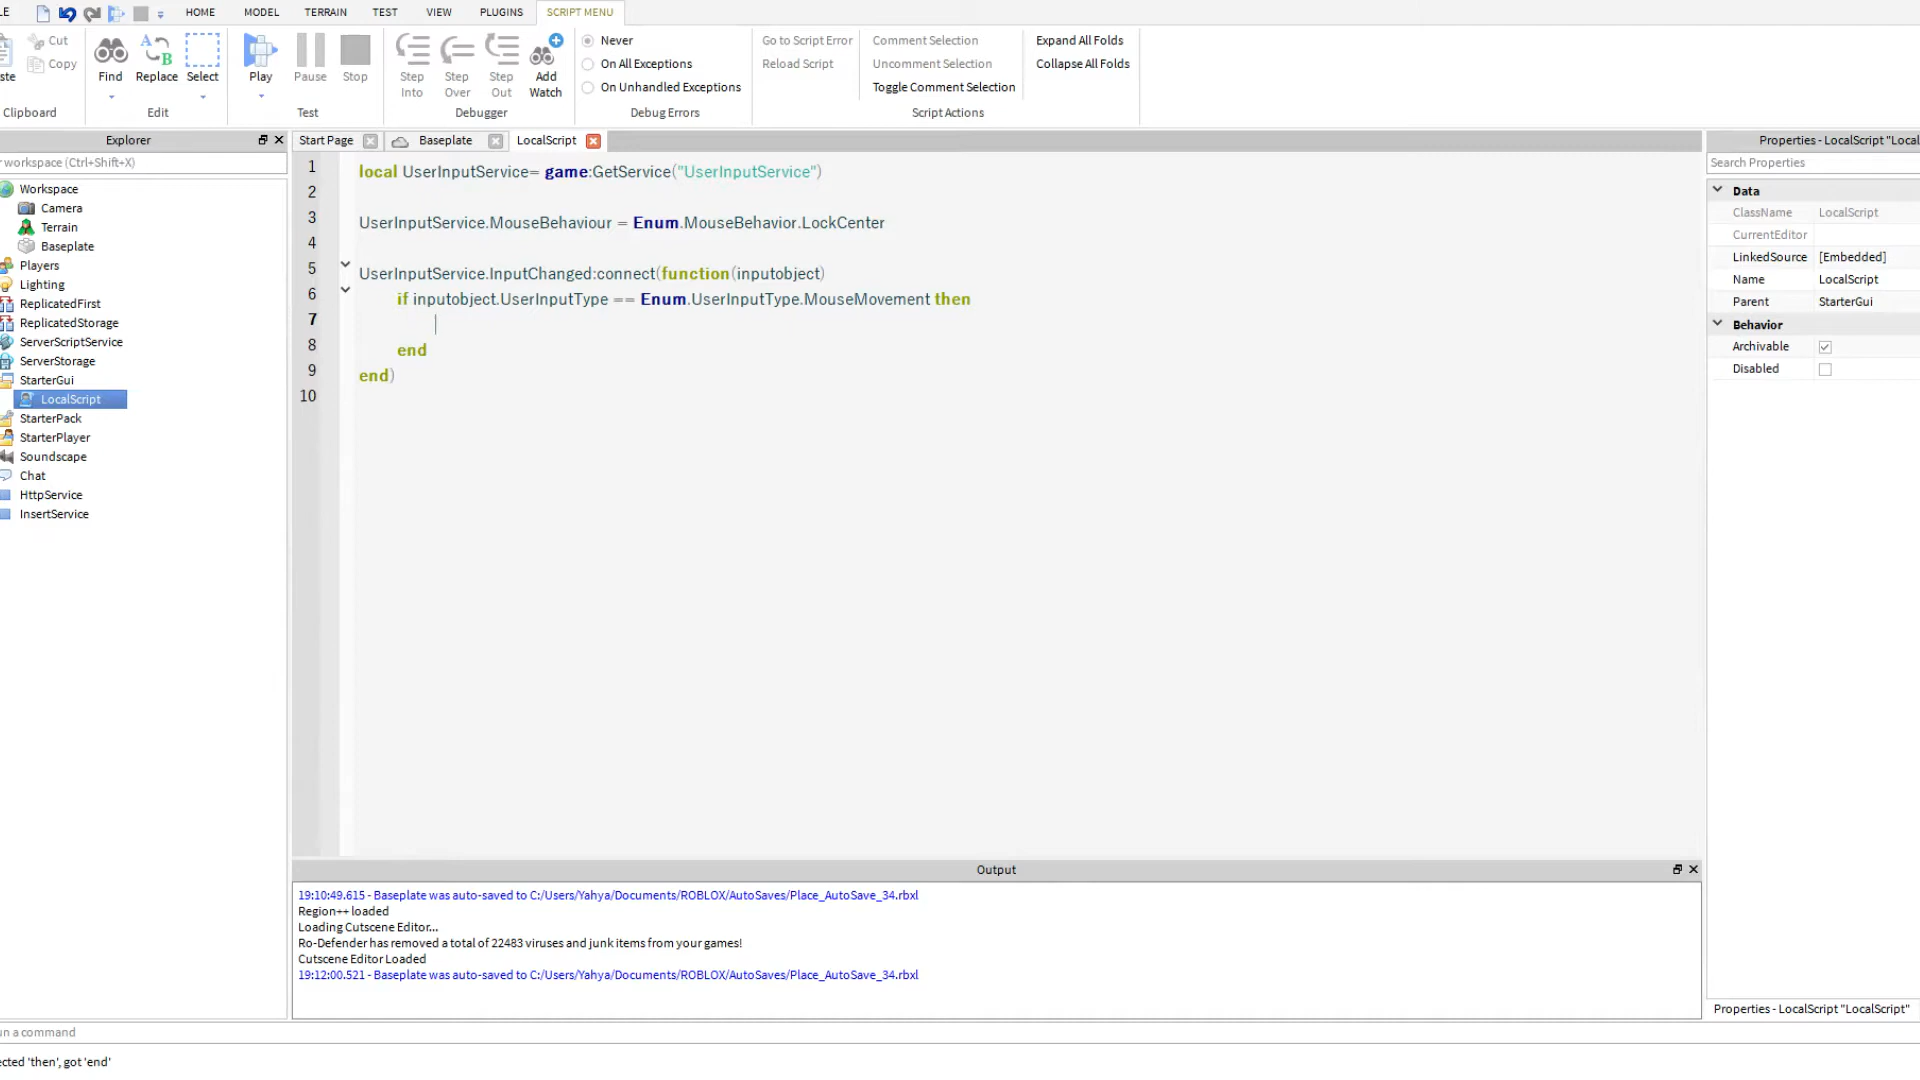 LE HOME MODEL TERRAIN TEST VIEW PLUGINS SCRIPT MENU
Cut
Copy
ste
Clipboard
Find
Replace
Select
Edit
Play
Pause
Stop
Test
Step Into
Step Over
Step Out
Add Watch
Debugger
Never
On All Exceptions
On Unhandled Exceptions
Debug Errors
Go to Script Error
Reload Script
Comment Selection
Uncomment Selection
Toggle Comment Selection
Script Actions
Expand All Folds
Collapse All Folds
Explorer
workspace (Ctrl+Shift+X)
Workspace
Camera
Terrain
Baseplate
Players
Lighting
ReplicatedFirst
ReplicatedStorage
ServerScriptService
ServerStorage
StarterGui
LocalScript
StarterPack
StarterPlayer
Soundscape
Chat
HttpService
InsertService
Start Page Baseplate LocalScript
1 local UserInputService= game:GetService("UserInputService")
2
3 UserInputService.MouseBehaviour = Enum.MouseBehavior.LockCenter
4
5 UserInputService.InputChanged:connect(function(inputobject)
6 if inputobject.UserInputType == Enum.UserInputType.MouseMovement then
7
8 end
9 end)
10
Output
19:10:49.615 - Baseplate was auto-saved to C:/Users/Yahya/Documents/ROBLOX/AutoSaves/Place_AutoSave_34.rbxl
Region++ loaded
Loading Cutscene Editor...
Ro-Defender has removed a total of 22483 viruses and junk items from your games!
Cutscene Editor Loaded
19:12:00.521 - Baseplate was auto-saved to C:/Users/Yahya/Documents/ROBLOX/AutoSaves/Place_AutoSave_34.rbxl
Properties - LocalScript "Local
Search Properties
Data
ClassName LocalScript
CurrentEditor
LinkedSource [Embedded]
Name LocalScript
Parent StarterGui
Behavior
Archivable
Disabled
Properties - LocalScript "LocalScript"
un a command
ected 'then', got 'end'